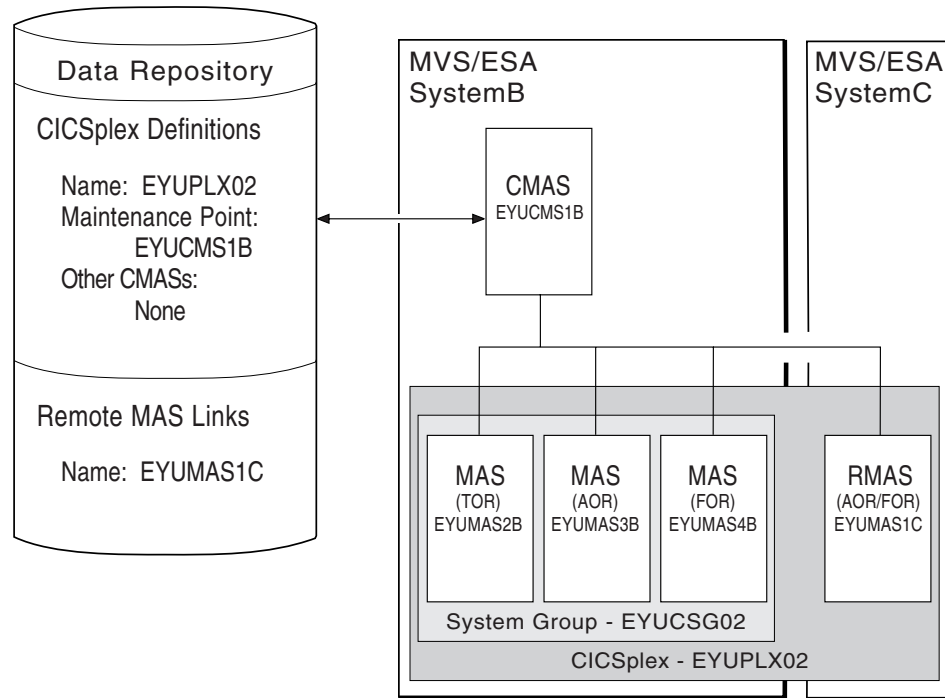 Data Repository
CICSplex Definitions
Name: EYUPLX02
Maintenance Point:
EYUCMS1B
Other CMASs:
None
Remote MAS Links
Name: EYUMAS1C
MVS/ESA
SystemB
CMAS
EYUCMS1B
MVS/ESA
SystemC
MAS
(TOR)
EYUMAS2B
MAS
(AOR)
EYUMAS3B
MAS
(FOR)
EYUMAS4B
RMAS
(AOR/FOR)
EYUMAS1C
System Group - EYUCSG02
CICSplex - EYUPLX02